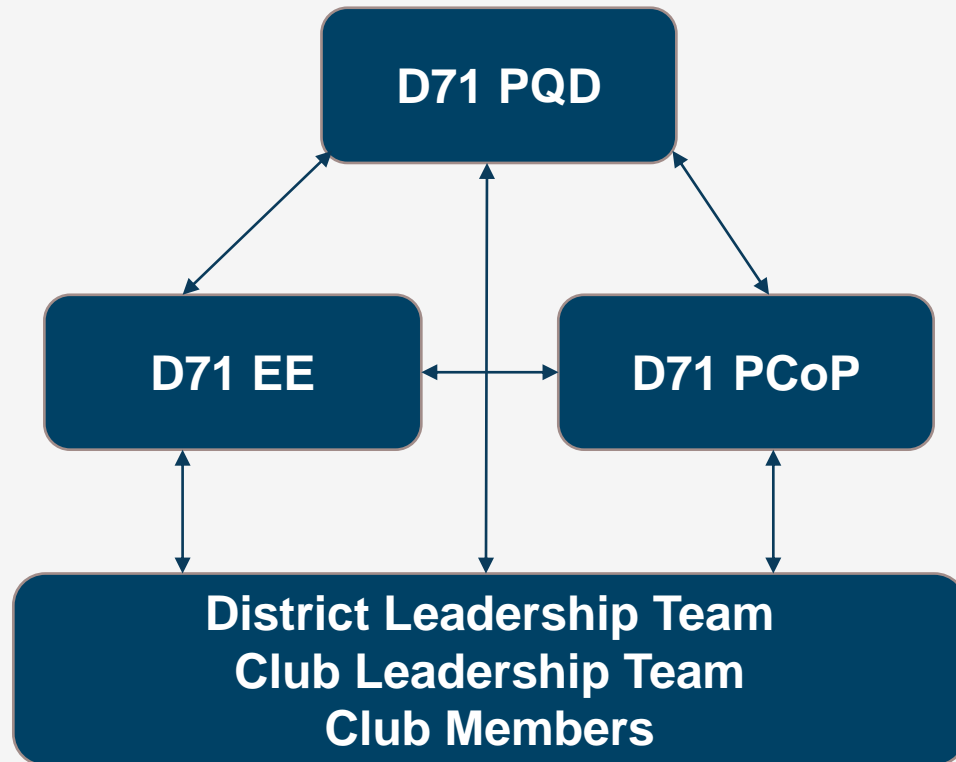 D71 PQD
D71 EE
D71 PCoP
District Leadership Team
Club Leadership Team
Club Members